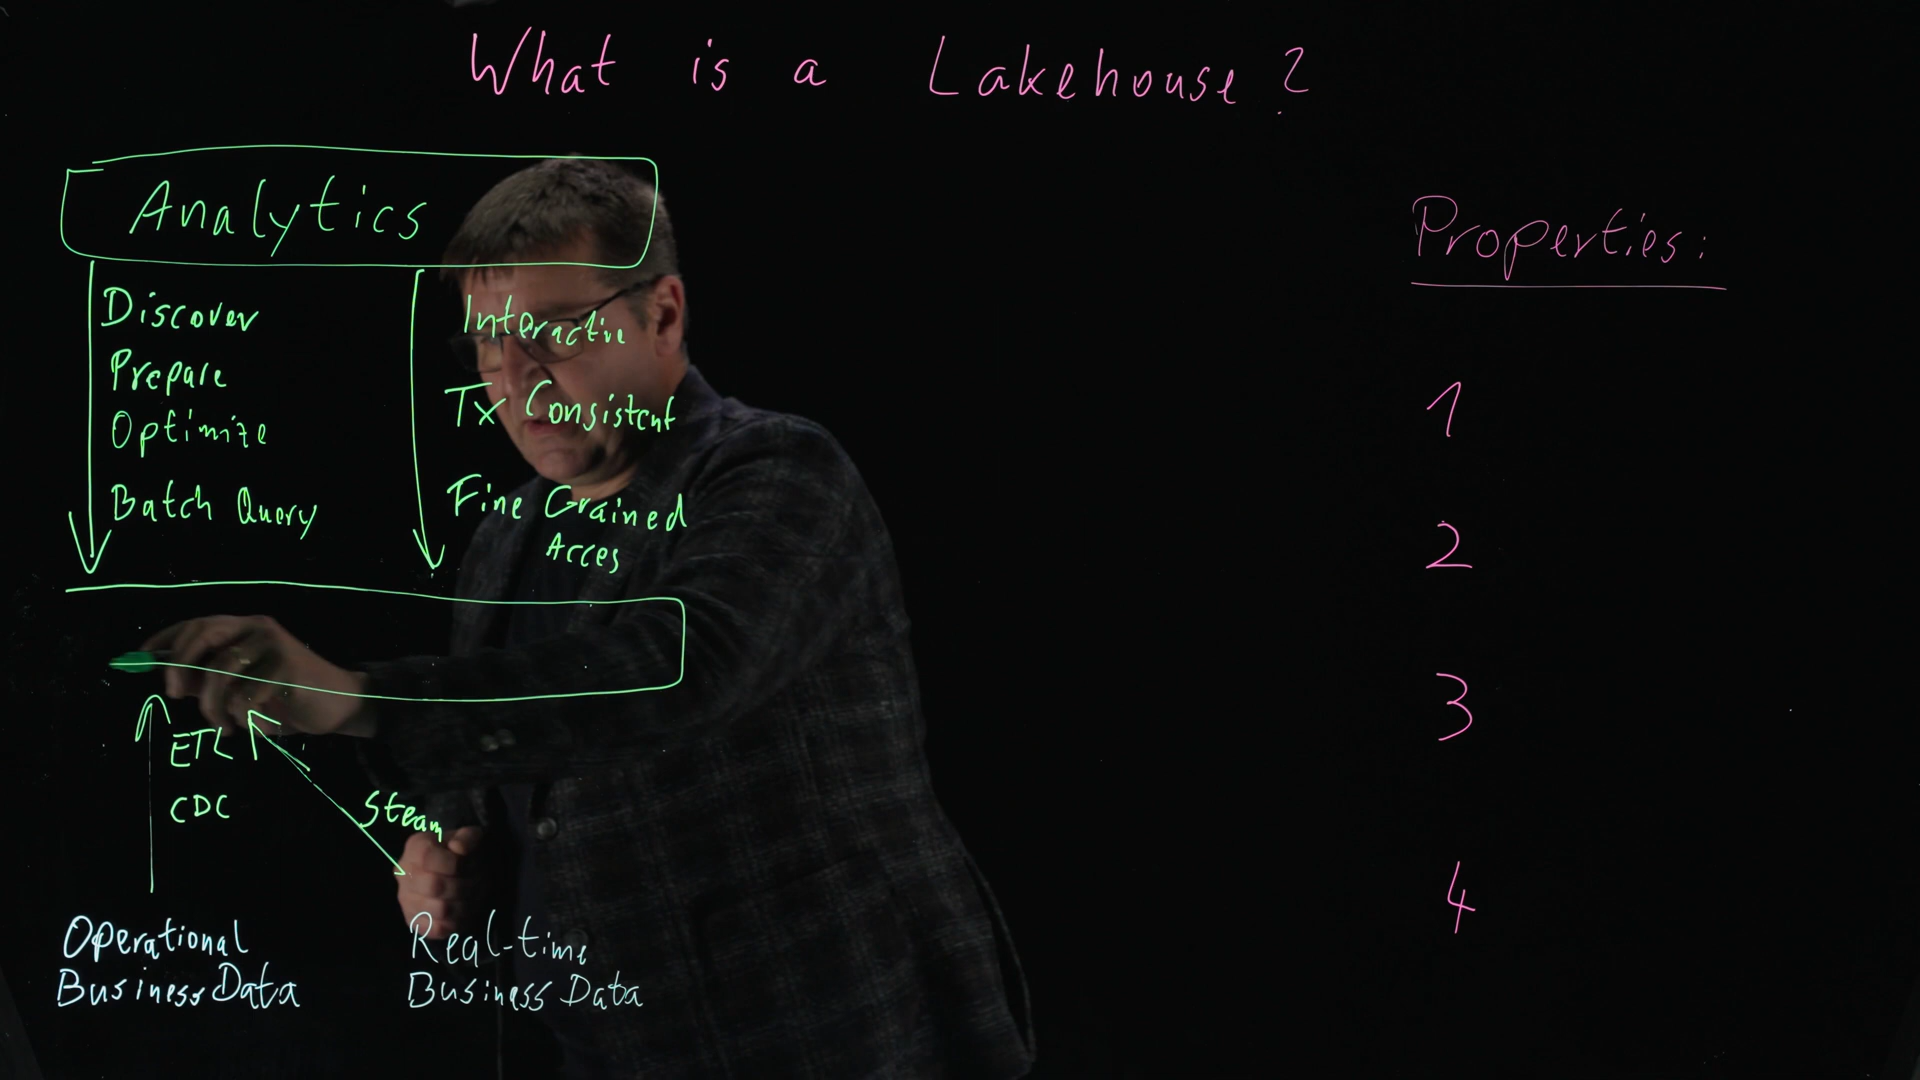 What is a Lakehouse?
Analytics
Discover
Prepare
Optimize
Batch Query
Interactive
Tx Consistent
Fine Grained
Acces
ETL
CDC
Steam
Operational
Business Data
Real-time
Business Data
Properties:
1
2
3
4